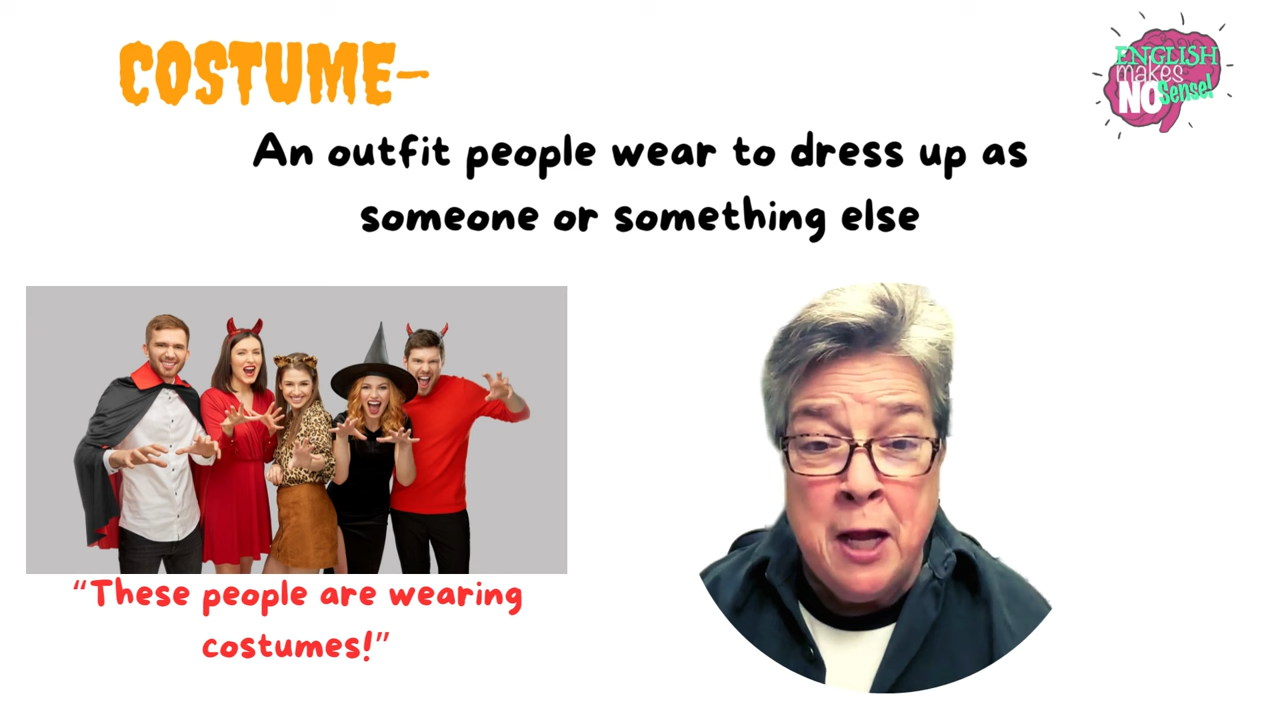 COSTUME-
ENGLISH
makes
NO Sense!
An outfit people wear to dress up as
someone or something else
“These people are wearing
costumes!”